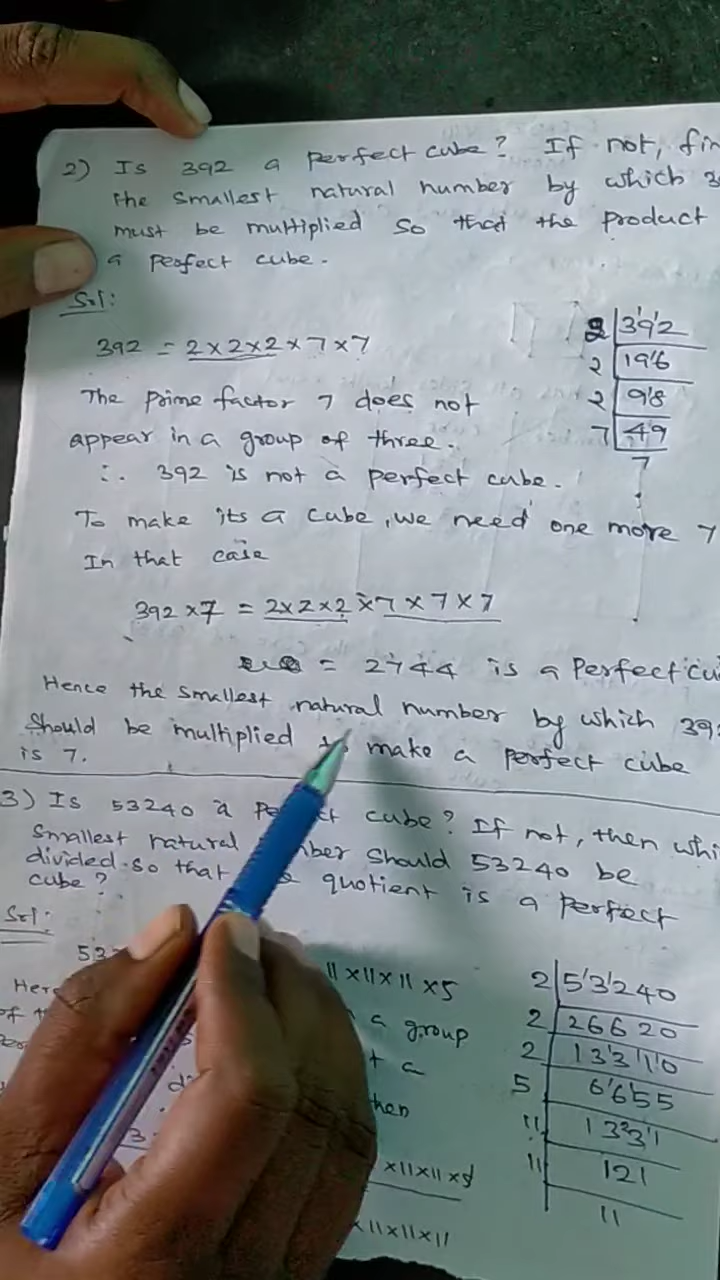 2) Is 392 a perfect cube? If not, fin
the smallest natural number by which 3
must be multiplied so that the product
a perfect cube.
Sol:
392 = 2×2×2×7×7
2 | 392
2 | 196
2 | 98
7 | 49
7
The prime factor 7 does not
appear in a group of three.
∴ 392 is not a perfect cube.
To make its a cube, we need one more 7
In that case
392 × 7 = 2×2×2×7×7×7
= 2744 is a perfect cu
Hence the smallest natural number by which 392
should be multiplied to make a perfect cube
is 7.
3) Is 53240 a cube? If not, then whi
smallest natural should 53240 be
divided so that quotient is a perfect
cube?
Sol:
53
11×11×11×5
Here
a group
a
×11×11×5
×11×11×11
2 | 53240
2 | 26620
2 | 13310
5 | 6655
11 | 1331
11 | 121
11